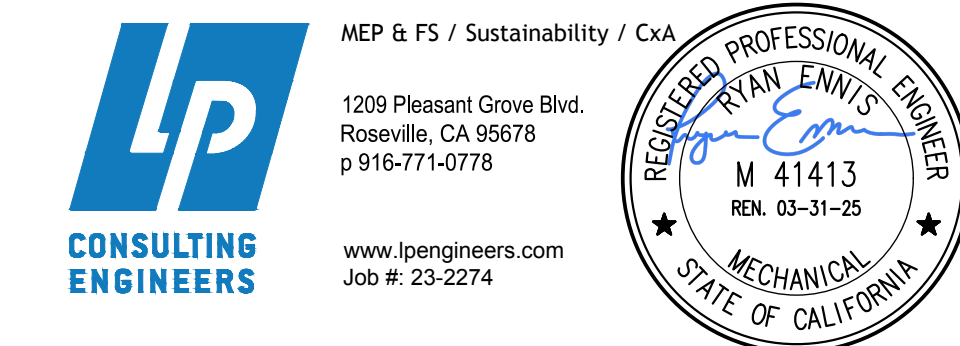 LP
CONSULTING
ENGINEERS
MEP & FS / Sustainability / CxA
1209 Pleasant Grove Blvd.
Roseville, CA 95678
p 916-771-0778
www.lpengineers.com
Job #: 23-2274
REGISTERED PROFESSIONAL ENGINEER
RYAN ENNIS
M 41413
REN. 03-31-25
MECHANICAL
STATE OF CALIFORNIA